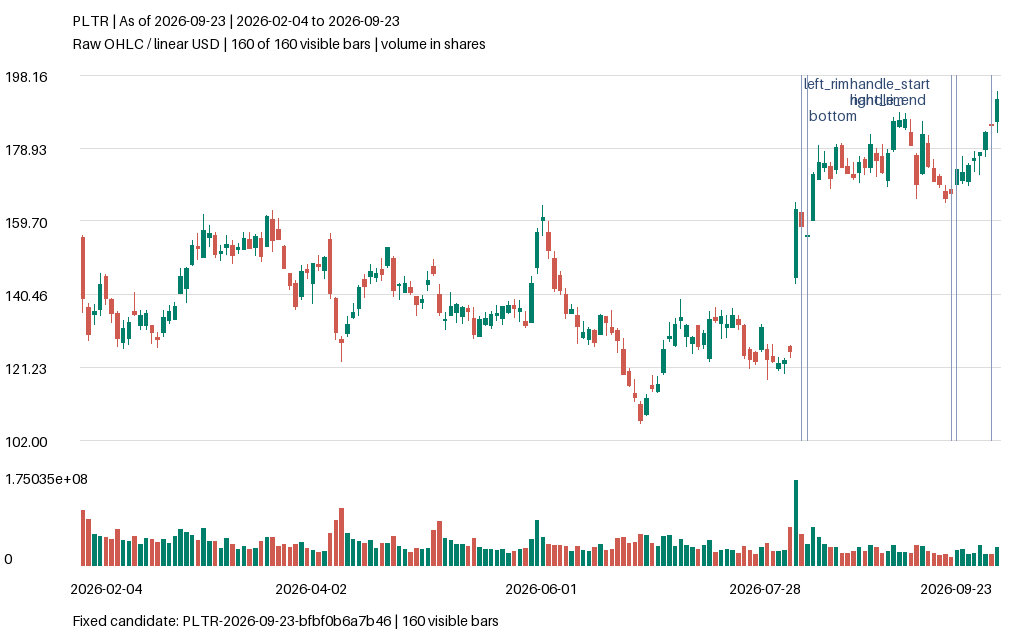 PLTR | As of 2026-09-23 | 2026-02-04 to 2026-09-23
Raw OHLC / linear USD | 160 of 160 visible bars | volume in shares
198.16
left_rim
handle_start
handle_end
bottom
178.93
159.70
140.46
121.23
102.00
1.75035e+08
0
2026-02-04
2026-04-02
2026-06-01
2026-07-28
2026-09-23
Fixed candidate: PLTR-2026-09-23-bfbf0b6a7b46 | 160 visible bars